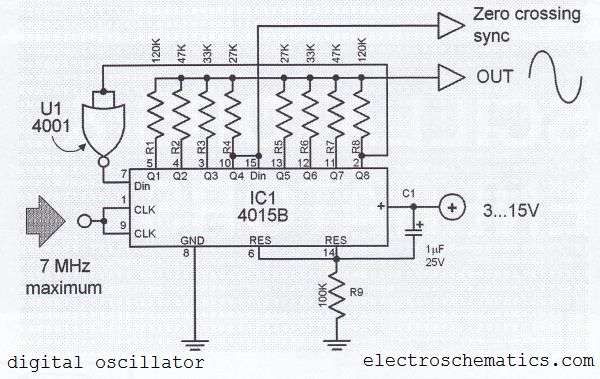 Zero crossing
sync
120K 47K 33K 27K 27K 33K 47K 120K
OUT
U1
4001
R1 R2 R3 R4 R5 R6 R7 R8
5 4 3 10 15 13 12 11 2
7 Q1 Q2 Q3 Q4 Din Q5 Q6 Q7 Q8
Din
1 CLK
IC1
4015B
+
C1
+
3...15V
9 CLK
+
GND RES RES
8 6 14
1µF
25V
7 MHz
maximum
100K R9
digital oscillator
electroschematics.com